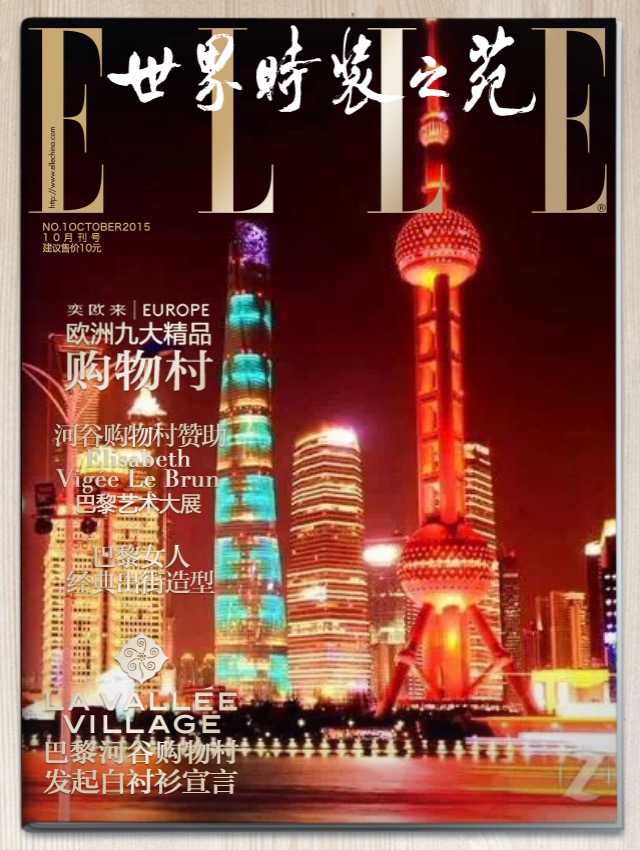 ELLE
世界時裝之苑
http://www.ellechina.com
®
NO.1OCTOBER2015
10月刊号
建议售价10元
奕欧来 | EUROPE
欧洲九大精品
购物村
河谷购物村赞助
Elisabeth
Vigée Le Brun
巴黎艺术大展
巴黎女人
经典出街造型
LA VALLÉE
VILLAGE
巴黎河谷购物村
发起白衬衫宣言
Z